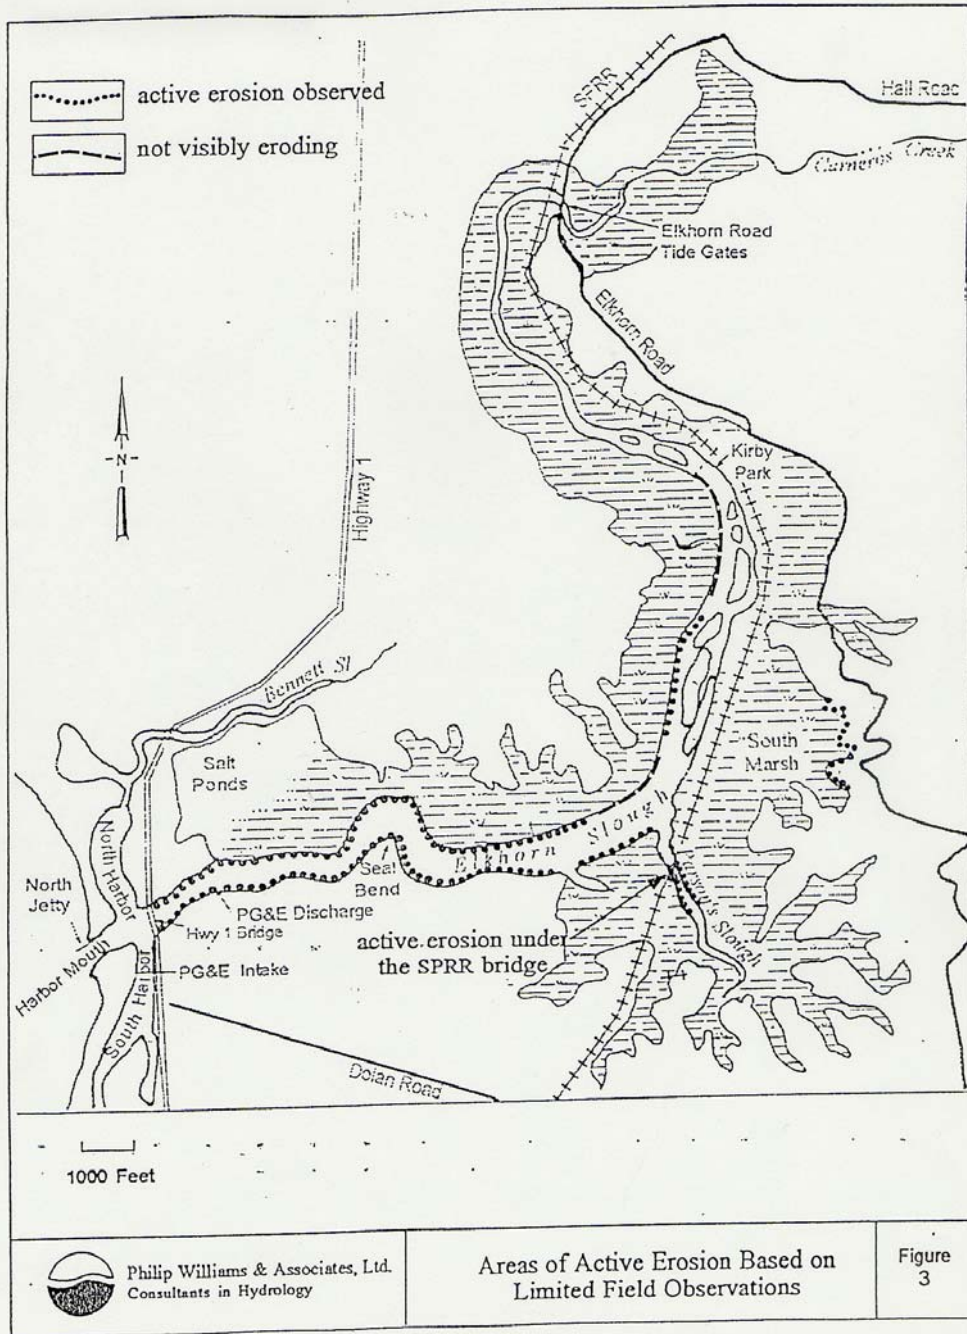 active erosion observed
not visibly eroding
SPRR
Hall Road
Carneros Creek
Elkhorn Road
Tide Gates
Elkhorn Road
Highway 1
-N-
Kirby
Park
Bennett Sl
Salt
Ponds
South
Marsh
Elkhorn Slough
Seal
Bend
North Harbor
North
Jetty
PG&E Discharge
Hwy 1 Bridge
Parson's Slough
active erosion under
the SPRR bridge
Harbor Mouth
PG&E Intake
South Harbor
Dolan Road
1000 Feet
Philip Williams & Associates, Ltd.
Consultants in Hydrology
Areas of Active Erosion Based on
Limited Field Observations
Figure
3